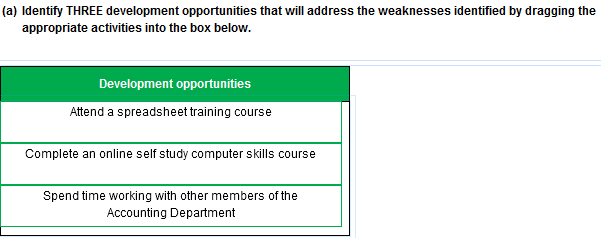 (a) Identify THREE development opportunities that will address the weaknesses identified by dragging the
appropriate activities into the box below.
Development opportunities
Attend a spreadsheet training course
Complete an online self study computer skills course
Spend time working with other members of the
Accounting Department